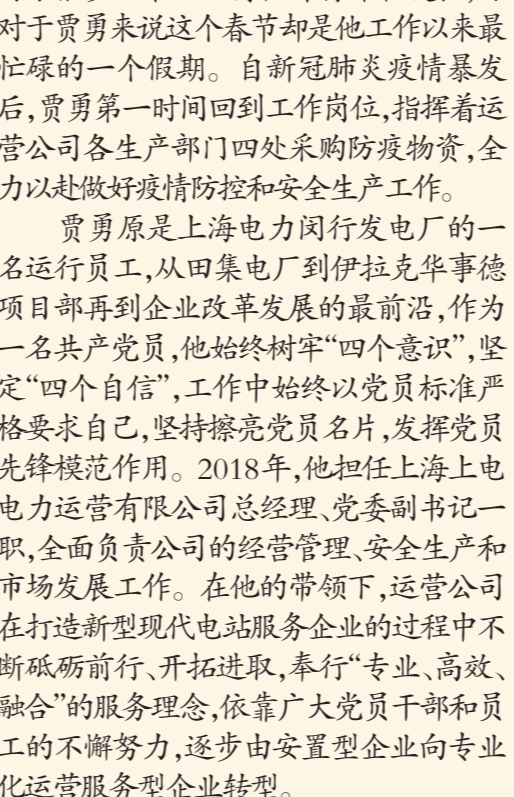 对于贾勇来说这个春节却是他工作以来最
忙碌的一个假期。自新冠肺炎疫情暴发
后,贾勇第一时间回到工作岗位,指挥着运
营公司各生产部门四处采购防疫物资,全
力以赴做好疫情防控和安全生产工作。
贾勇原是上海电力闵行发电厂的一
名运行员工,从田集电厂到伊拉克华事德
项目部再到企业改革发展的最前沿,作为
一名共产党员,他始终树牢“四个意识”,坚
定“四个自信”,工作中始终以党员标准严
格要求自己,坚持擦亮党员名片,发挥党员
先锋模范作用。2018年,他担任上海上电
电力运营有限公司总经理、党委副书记一
职,全面负责公司的经营管理、安全生产和
市场发展工作。在他的带领下,运营公司
在打造新型现代电站服务企业的过程中不
断砥砺前行、开拓进取,奉行“专业、高效、
融合”的服务理念,依靠广大党员干部和员
工的不懈努力,逐步由安置型企业向专业
化运营服务型企业转型。